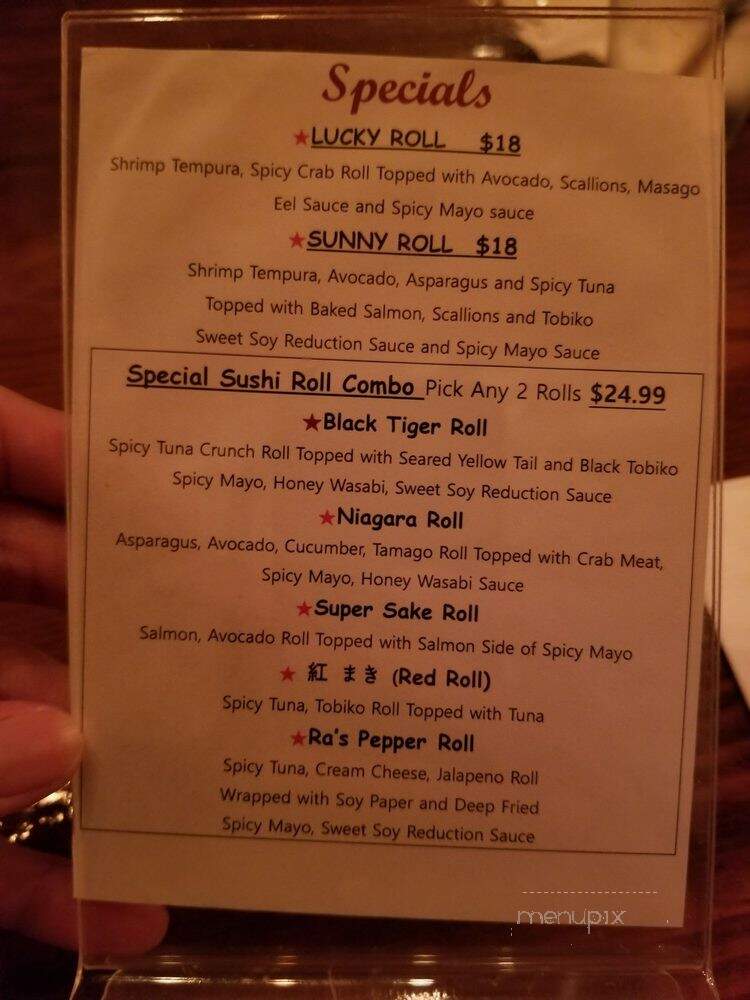 Specials
★LUCKY ROLL $18
Shrimp Tempura, Spicy Crab Roll Topped with Avocado, Scallions, Masago
Eel Sauce and Spicy Mayo sauce
★SUNNY ROLL $18
Shrimp Tempura, Avocado, Asparagus and Spicy Tuna
Topped with Baked Salmon, Scallions and Tobiko
Sweet Soy Reduction Sauce and Spicy Mayo Sauce
Special Sushi Roll Combo Pick Any 2 Rolls $24.99
★Black Tiger Roll
Spicy Tuna Crunch Roll Topped with Seared Yellow Tail and Black Tobiko
Spicy Mayo, Honey Wasabi, Sweet Soy Reduction Sauce
★Niagara Roll
Asparagus, Avocado, Cucumber, Tamago Roll Topped with Crab Meat,
Spicy Mayo, Honey Wasabi Sauce
★Super Sake Roll
Salmon, Avocado Roll Topped with Salmon Side of Spicy Mayo
★ 紅 まき (Red Roll)
Spicy Tuna, Tobiko Roll Topped with Tuna
★Ra's Pepper Roll
Spicy Tuna, Cream Cheese, Jalapeno Roll
Wrapped with Soy Paper and Deep Fried
Spicy Mayo, Sweet Soy Reduction Sauce
menupix